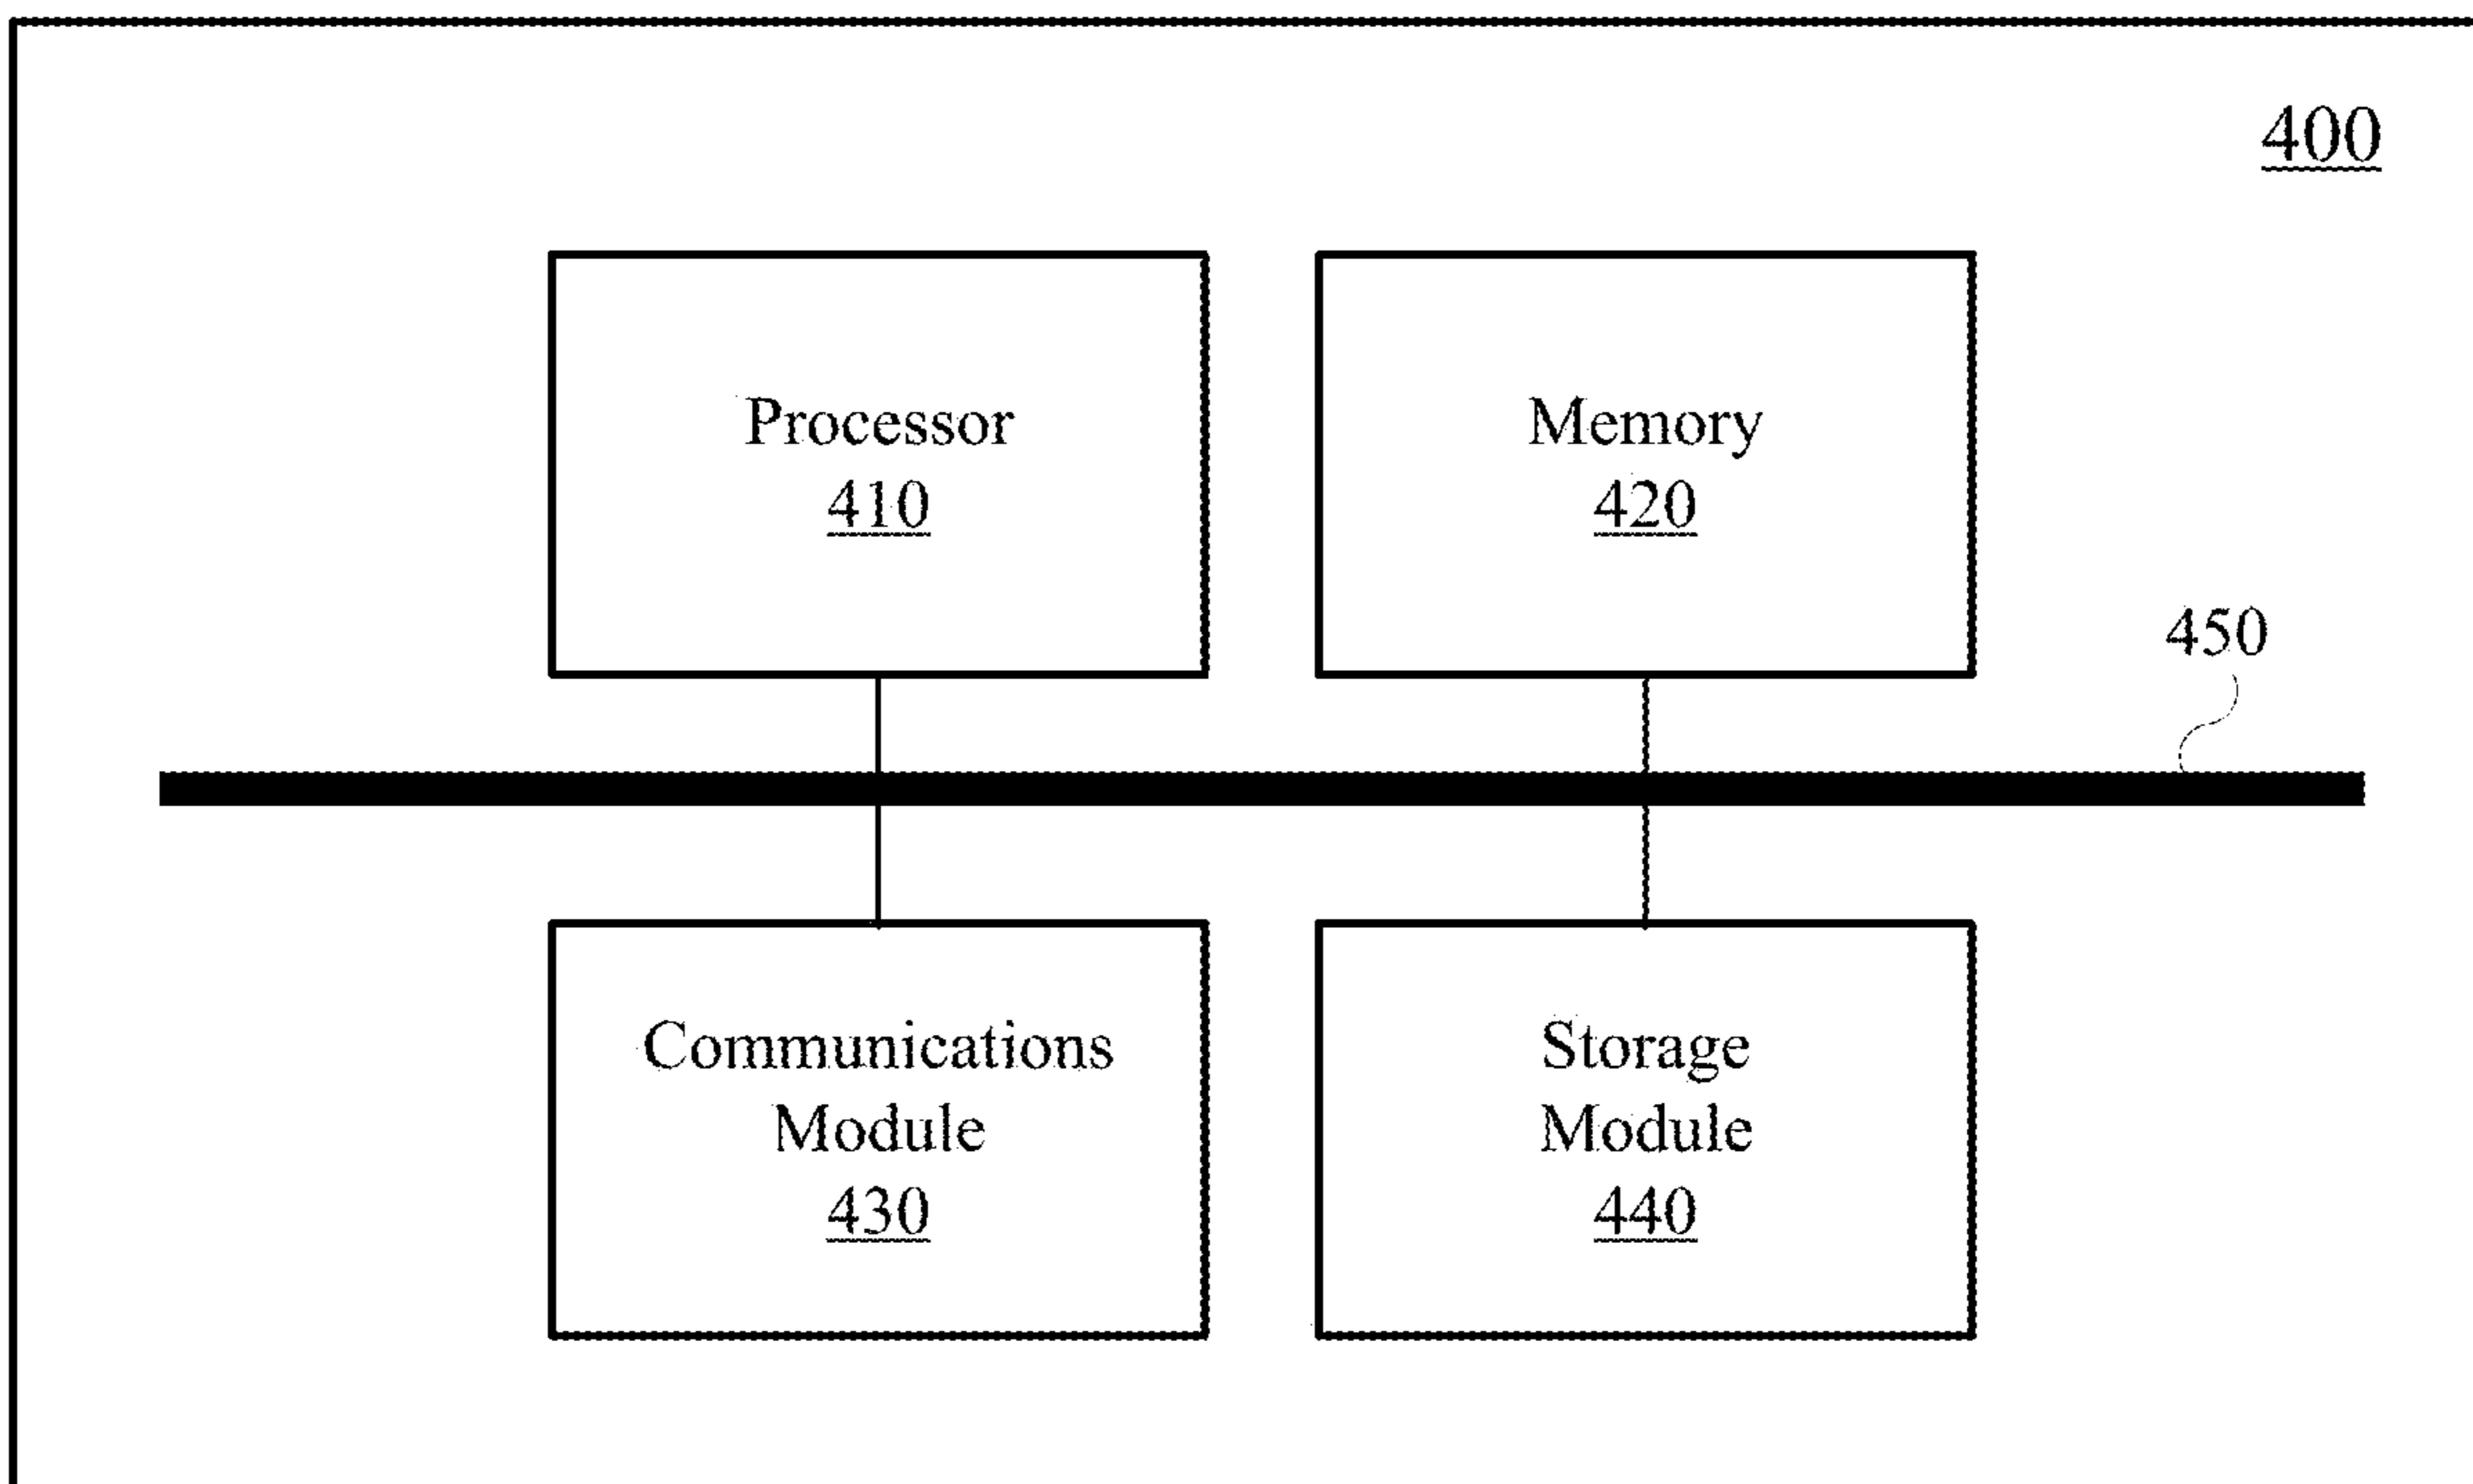 400
Processor
410
Memory
420
450
Communications
Module
430
Storage
Module
440